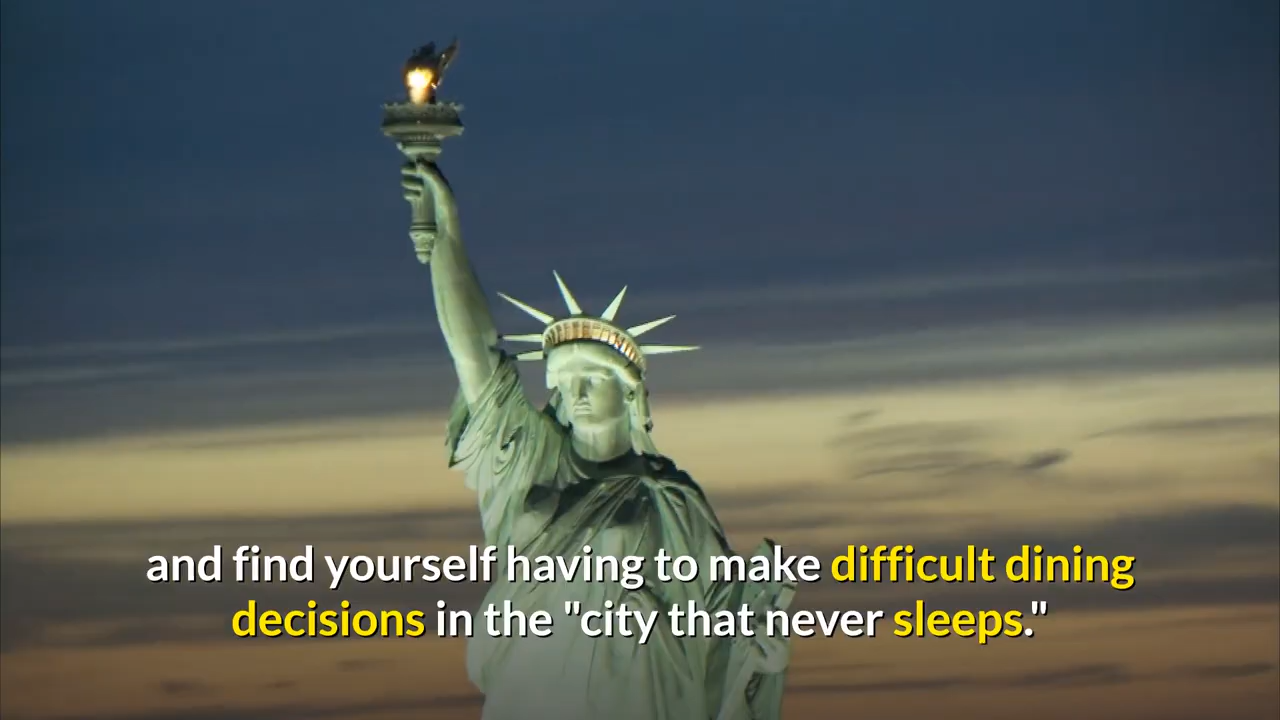 and find yourself having to make difficult dining
decisions in the "city that never sleeps."